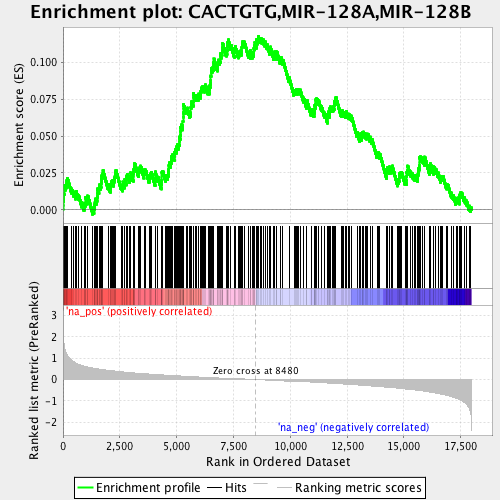 Enrichment plot: CACTGTG,MIR-128A,MIR-128B
Enrichment score (ES)
0.100
0.075
0.050
0.025
0.000
'na_pos' (positively correlated)
Ranked list metric (PreRanked)
3
2
1
0
-1
-2
Zero cross at 8480
'na_neg' (negatively correlated)
0
2,500
5,000
7,500
10,000
12,500
15,000
17,500
Rank in Ordered Dataset
Enrichment profile
Hits
Ranking metric scores